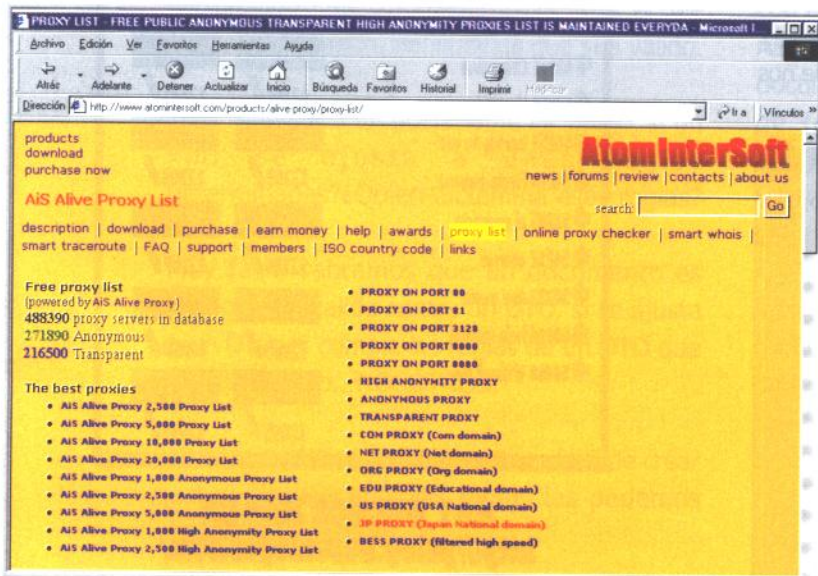 PROXY LIST - FREE PUBLIC ANONYMOUS TRANSPARENT HIGH ANONYMITY PROXIES LIST IS MAINTAINED EVERYDA - Microsoft I
Archivo Edición Ver Favoritos Herramientas Ayuda
Atrás Adelante Detener Actualizar Inicio Búsqueda Favoritos Historial Imprimir Modificar
Dirección http://www.atomintersoft.com/products/alive-proxy/proxy-list/ Ir a Vínculos »
products
download
purchase now
AtomInterSoft
news | forums | review | contacts | about us
AiS Alive Proxy List
search: Go
description | download | purchase | earn money | help | awards | proxy list | online proxy checker | smart whois |
smart traceroute | FAQ | support | members | ISO country code | links
Free proxy list
(powered by AiS Alive Proxy)
488390 proxy servers in database
271890 Anonymous
216500 Transparent
The best proxies
• AiS Alive Proxy 2,500 Proxy List
• AiS Alive Proxy 5,000 Proxy List
• AiS Alive Proxy 10,000 Proxy List
• AiS Alive Proxy 20,000 Proxy List
• AiS Alive Proxy 1,000 Anonymous Proxy List
• AiS Alive Proxy 2,500 Anonymous Proxy List
• AiS Alive Proxy 5,000 Anonymous Proxy List
• AiS Alive Proxy 1,000 High Anonymity Proxy List
• AiS Alive Proxy 2,500 High Anonymity Proxy List
• PROXY ON PORT 80
• PROXY ON PORT 81
• PROXY ON PORT 3128
• PROXY ON PORT 8000
• PROXY ON PORT 8080
• HIGH ANONYMITY PROXY
• ANONYMOUS PROXY
• TRANSPARENT PROXY
• COM PROXY (Com domain)
• NET PROXY (Net domain)
• ORG PROXY (Org domain)
• EDU PROXY (Educational domain)
• US PROXY (USA National domain)
• JP PROXY (Japan National domain)
• BESS PROXY (filtered high speed)